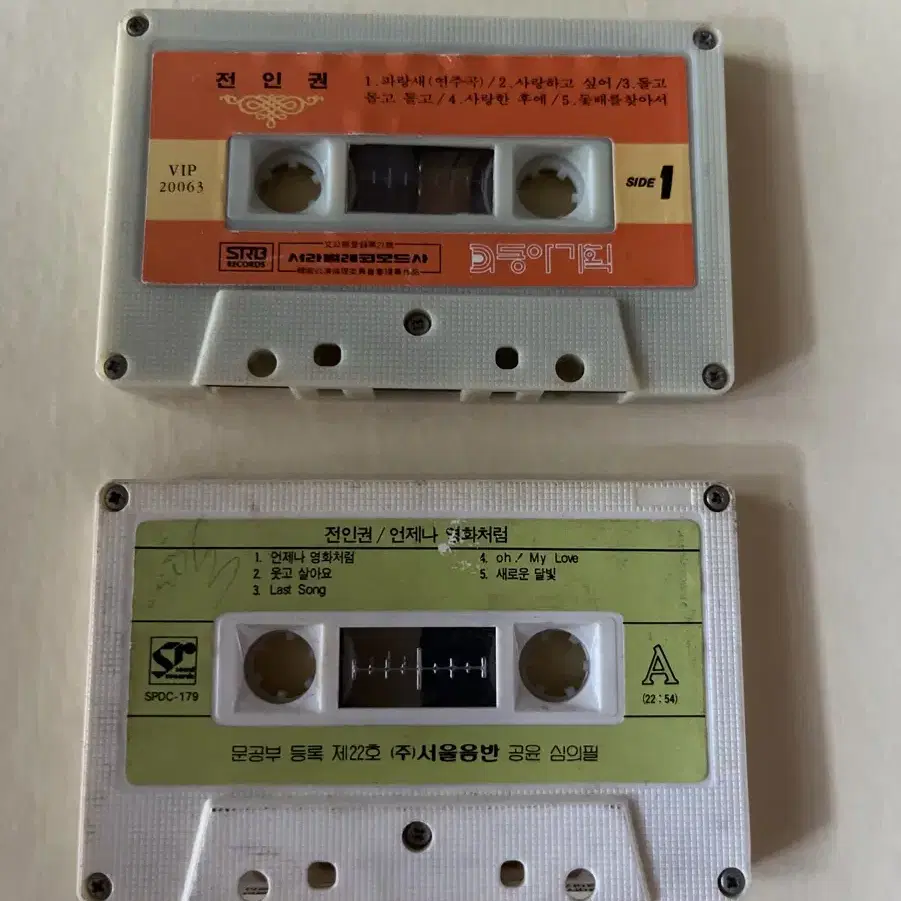 전인권
1. 파랑새(연주곡)/2. 사랑하고 싶어/3. 돌고
돌고 돌고/4. 사랑한 후에/5. 돛배를찾아서
VIP
20063
SIDE 1
SRB
RECORDS
서라벌레코오드사
동아기획
전인권/언제나 영화처럼
1. 언제나 영화처럼
2. 웃고 살아요
3. Last Song
4. oh! My Love
5. 새로운 달빛
SPDC-179
A
(22:54)
문공부 등록 제22호 (주)서울음반 공윤 심의필